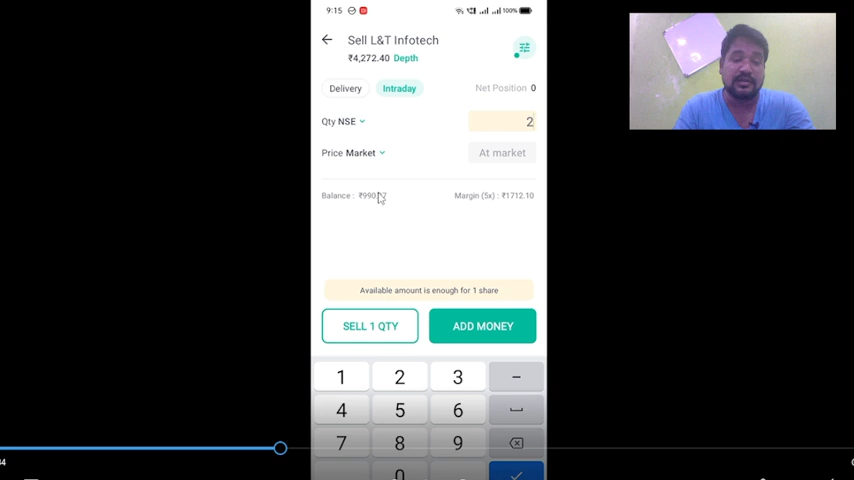 9:15 100%
Sell L&T Infotech
₹4,272.40 Depth
Delivery Intraday Net Position 0
Qty NSE 2
Price Market At market
Balance : Margin (5x) : ₹1712.10
Available amount is enough for 1 share
SELL 1 QTY ADD MONEY
1 2 3 –
4 5 6
7 8 9
0